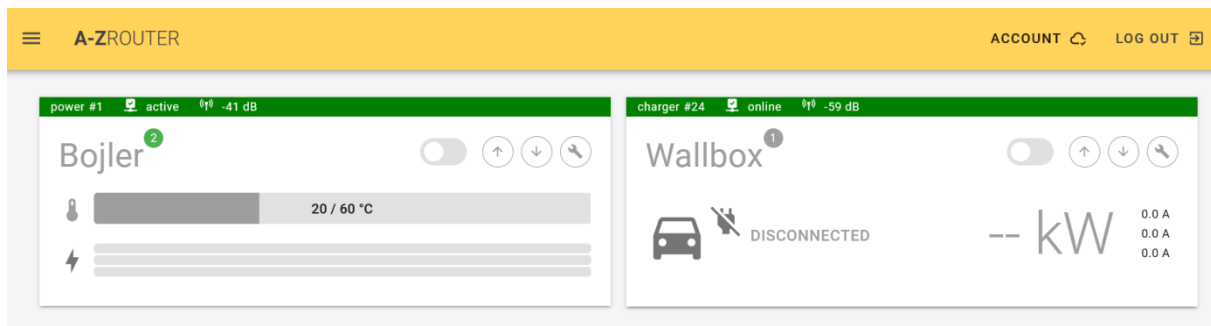 A-ZROUTER
ACCOUNT
LOG OUT
power #1 active -41 dB
Bojler 2
20 / 60 °C
charger #24 online -59 dB
Wallbox 1
DISCONNECTED
-- kW
0.0 A
0.0 A
0.0 A